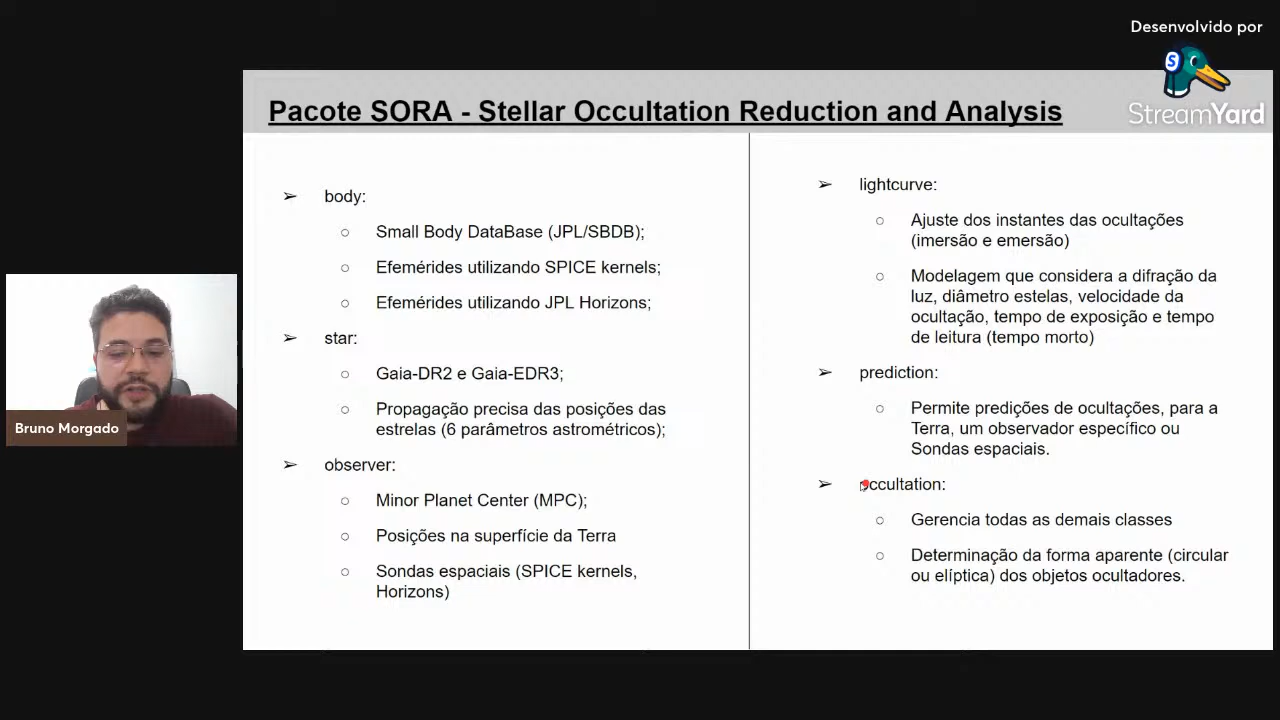 Desenvolvido por
StreamYard
Pacote SORA - Stellar Occultation Reduction and Analysis
➢ body:
○ Small Body DataBase (JPL/SBDB);
○ Efemérides utilizando SPICE kernels;
○ Efemérides utilizando JPL Horizons;
➢ star:
○ Gaia-DR2 e Gaia-EDR3;
○ Propagação precisa das posições das
estrelas (6 parâmetros astrométricos);
➢ observer:
○ Minor Planet Center (MPC);
○ Posições na superfície da Terra
○ Sondas espaciais (SPICE kernels,
Horizons)
➢ lightcurve:
○ Ajuste dos instantes das ocultações
(imersão e emersão)
○ Modelagem que considera a difração da
luz, diâmetro estelas, velocidade da
ocultação, tempo de exposição e tempo
de leitura (tempo morto)
➢ prediction:
○ Permite predições de ocultações, para a
Terra, um observador específico ou
Sondas espaciais.
➢ occultation:
○ Gerencia todas as demais classes
○ Determinação da forma aparente (circular
ou elíptica) dos objetos ocultadores.
Bruno Morgado